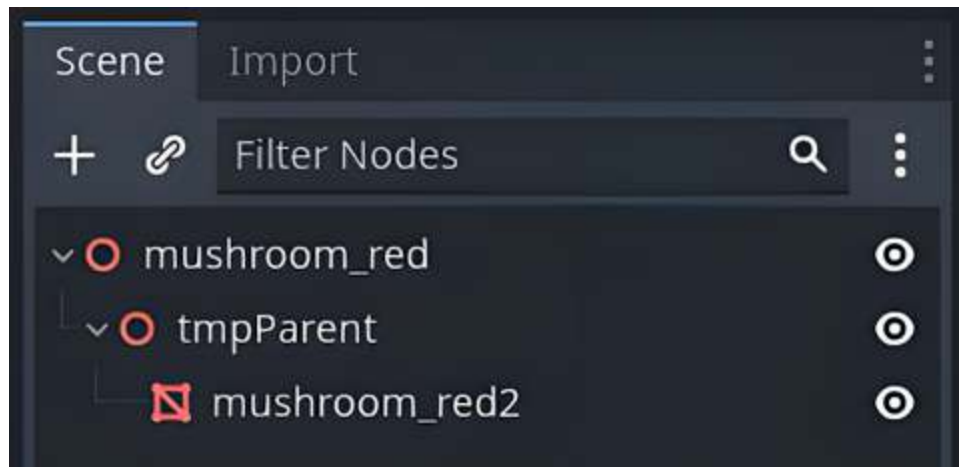 Scene Import
Filter Nodes
mushroom_red
tmpParent
mushroom_red2